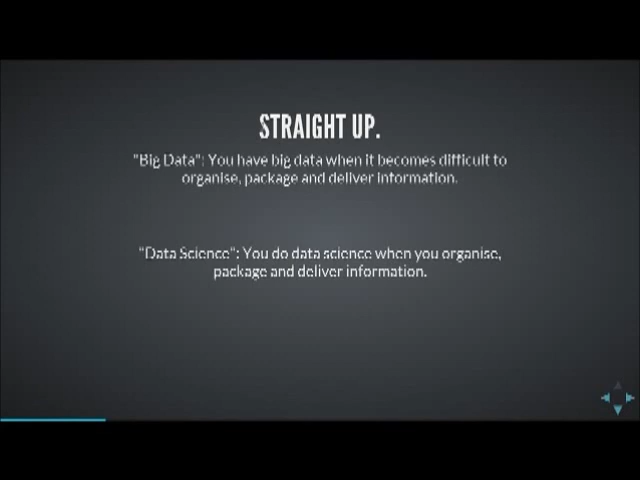 STRAIGHT UP.
"Big Data": You have big data when it becomes difficult to
organise, package and deliver information.
"Data Science": You do data science when you organise,
package and deliver information.